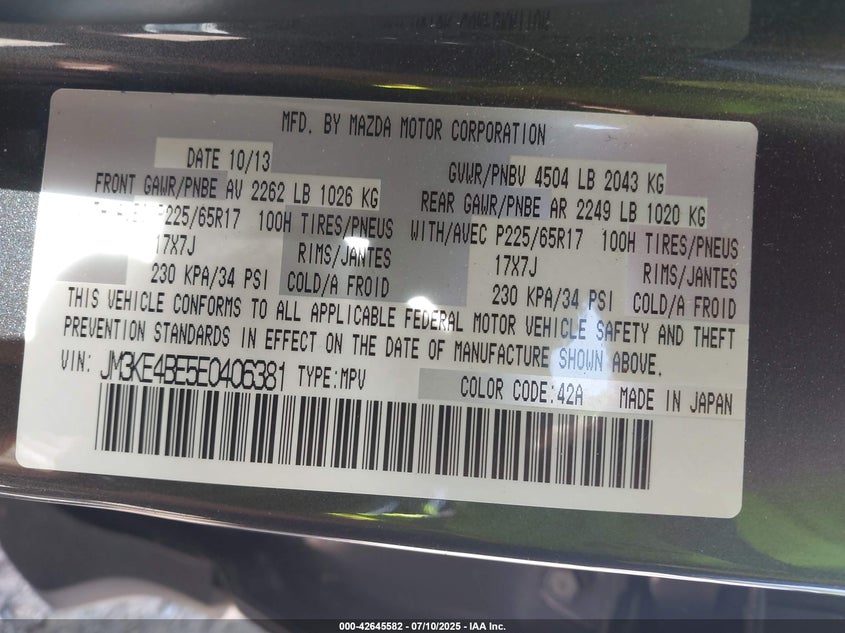 MFD. BY MAZDA MOTOR CORPORATION
DATE 10/13 GVWR/PNBV 4504 LB 2043 KG
FRONT GAWR/PNBE AV 2262 LB 1026 KG REAR GAWR/PNBE AR 2249 LB 1020 KG
P225/65R17 100H TIRES/PNEUS WITH/AVEC P225/65R17 100H TIRES/PNEUS
17X7J RIMS/JANTES 17X7J RIMS/JANTES
230 KPA/34 PSI COLD/A FROID 230 KPA/34 PSI COLD/A FROID
THIS VEHICLE CONFORMS TO ALL APPLICABLE FEDERAL MOTOR VEHICLE SAFETY AND THEFT
PREVENTION STANDARDS IN EFFECT ON THE DATE OF MANUFACTURE SHOWN ABOVE.
VIN: JM3KE4BE5E0406381 TYPE:MPV COLOR CODE:42A MADE IN JAPAN
000-42645582 / 07/10/2025 - IAA Inc.